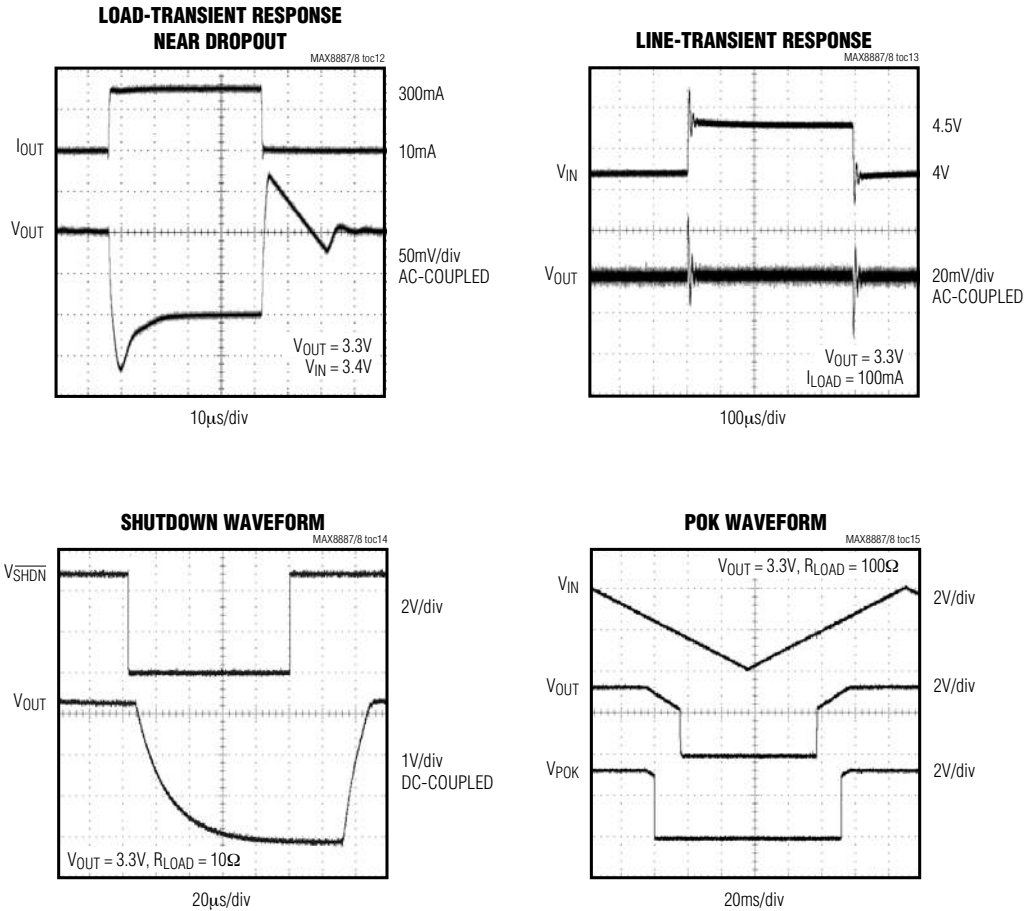 LOAD-TRANSIENT RESPONSE
NEAR DROPOUT
MAX8887/8 toc12
300mA
IOUT
10mA
VOUT
50mV/div
AC-COUPLED
VOUT = 3.3V
VIN = 3.4V
10μs/div
LINE-TRANSIENT RESPONSE
MAX8887/8 toc13
4.5V
VIN
4V
VOUT
20mV/div
AC-COUPLED
VOUT = 3.3V
ILOAD = 100mA
100μs/div
SHUTDOWN WAVEFORM
MAX8887/8 toc14
VSHDN
2V/div
VOUT
1V/div
DC-COUPLED
VOUT = 3.3V, RLOAD = 10Ω
20μs/div
POK WAVEFORM
MAX8887/8 toc15
VOUT = 3.3V, RLOAD = 100Ω
VIN
2V/div
VOUT
2V/div
VPOK
2V/div
20ms/div